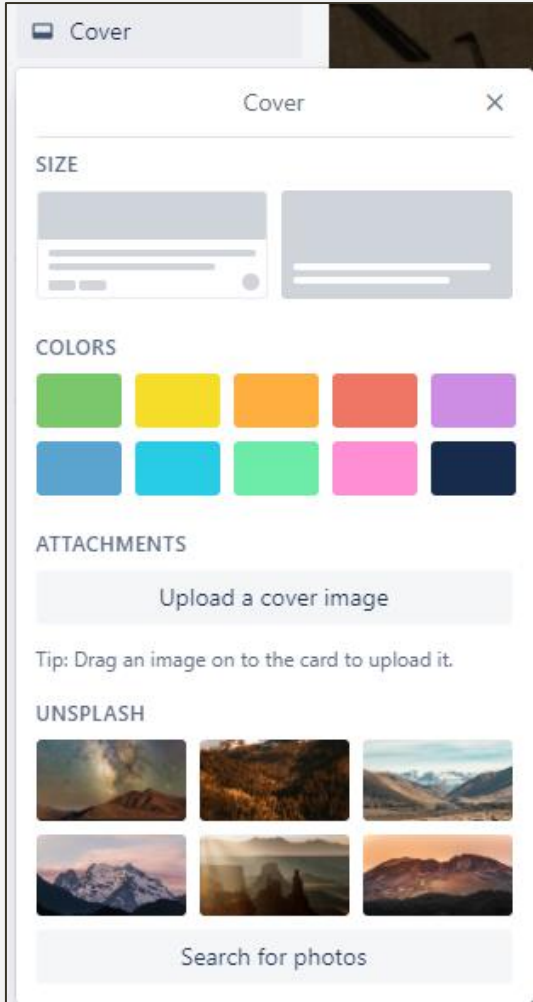 Cover
Cover
SIZE
COLORS
ATTACHMENTS
Upload a cover image
Tip: Drag an image on to the card to upload it.
UNSPLASH
Search for photos